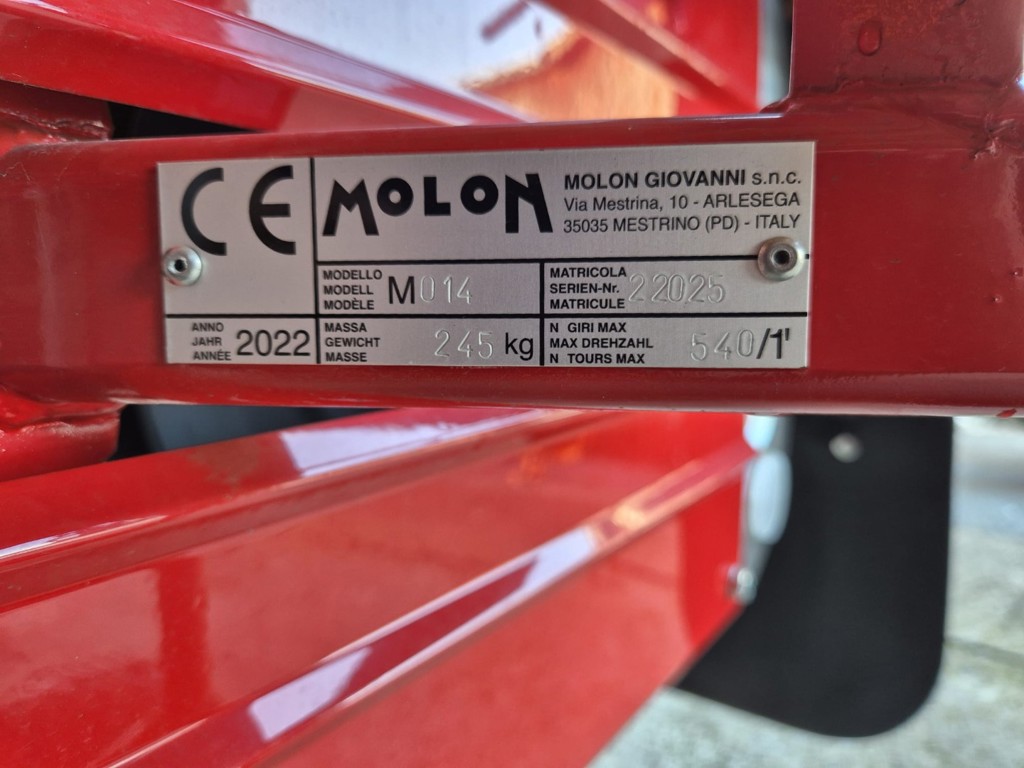 CE
MOLON
MOLON GIOVANNI s.n.c.
Via Mestrina, 10 - ARLESEGA
35035 MESTRINO (PD) - ITALY
MODELLO
MODELL
MODÈLE
M014
MATRICOLA
SERIEN-Nr.
MATRICULE
22025
ANNO
JAHR
ANNÉE
2022
MASSA
GEWICHT
MASSE
245 kg
N GIRI MAX
MAX DREHZAHL
N TOURS MAX
540/1'